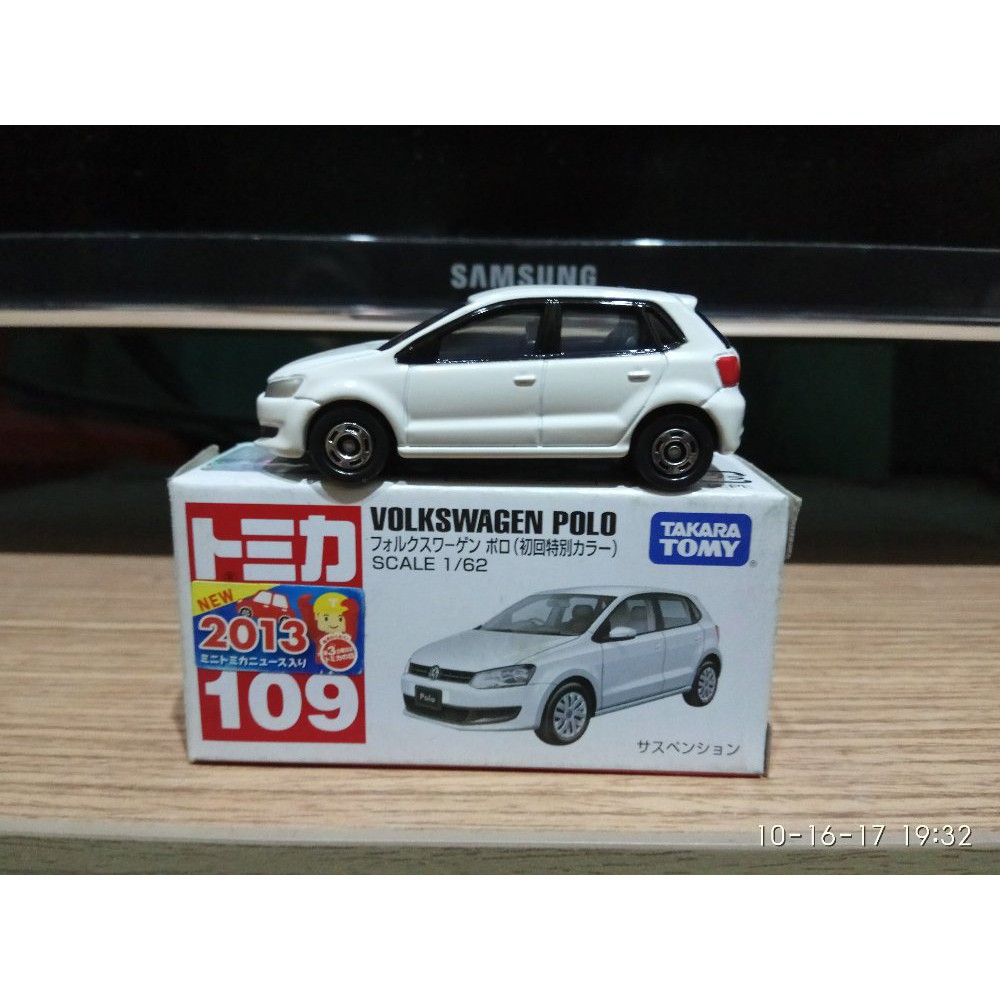 SAMSUNG
トミカ
VOLKSWAGEN POLO
フォルクスワーゲン ポロ(初回特別カラー)
SCALE 1/62
TAKARA
TOMY
NEW
2013
ミニトミカニュース入り
109
Polo
サスペンション
10-16-17 19:32